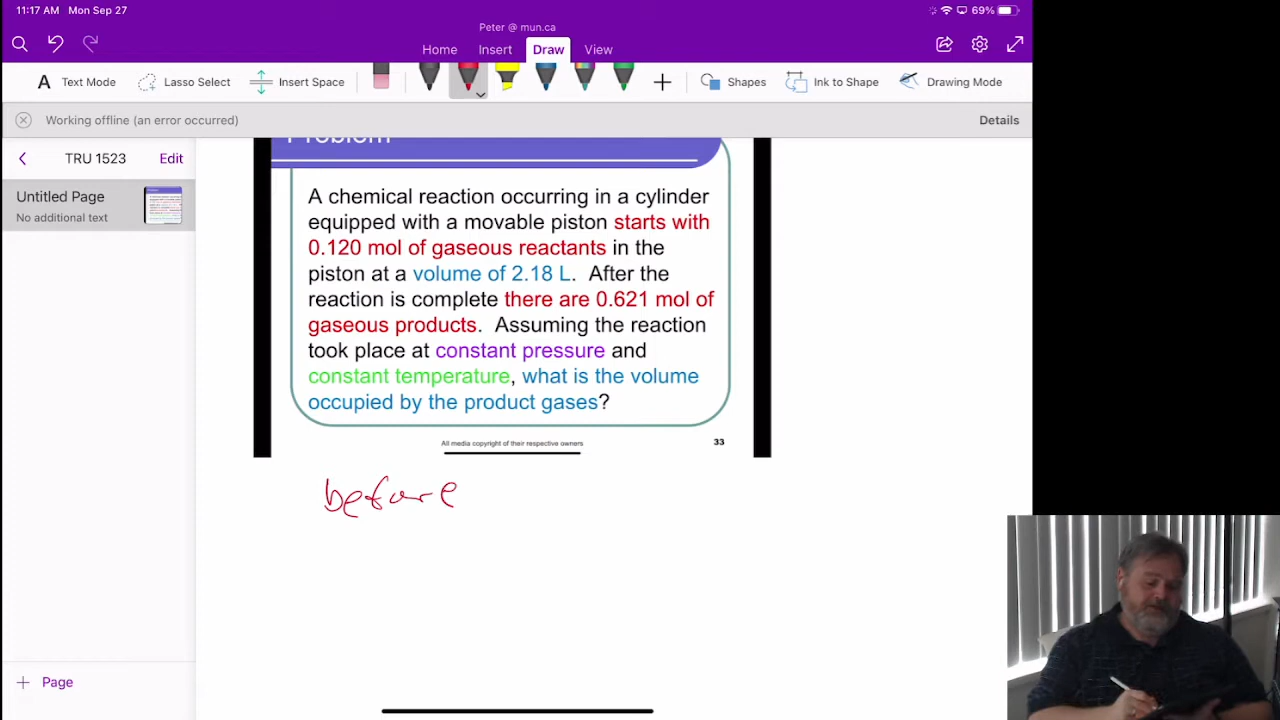 11:17 AM Mon Sep 27
69%
Peter @ mun.ca
Home Insert Draw View
Text Mode Lasso Select Insert Space Shapes Ink to Shape Drawing Mode
Working offline (an error occurred) Details
TRU 1523 Edit
Untitled Page
No additional text
Problem
A chemical reaction occurring in a cylinder
equipped with a movable piston starts with
0.120 mol of gaseous reactants in the
piston at a volume of 2.18 L. After the
reaction is complete there are 0.621 mol of
gaseous products. Assuming the reaction
took place at constant pressure and
constant temperature, what is the volume
occupied by the product gases?
All media copyright of their respective owners
33
before
Page